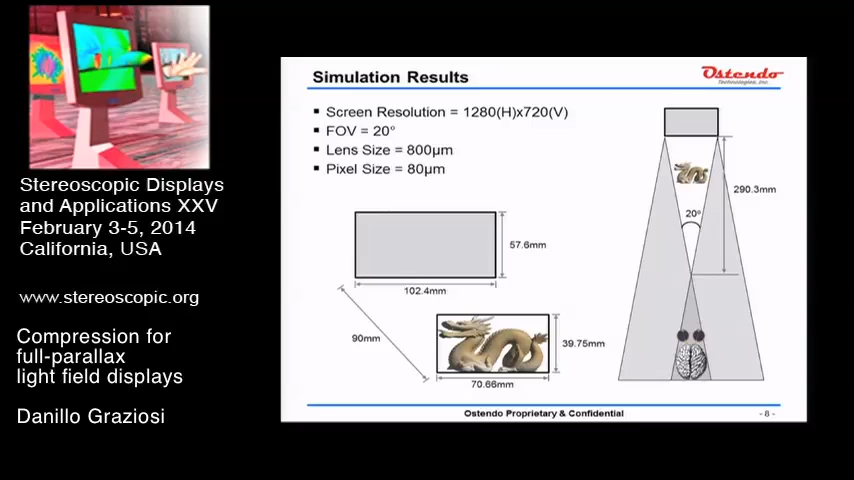 Stereoscopic Displays
and Applications XXV
February 3-5, 2014
California, USA
www.stereoscopic.org
Compression for
full-parallax
light field displays
Danillo Graziosi
Simulation Results
Ostendo
Technologies, Inc.
▪ Screen Resolution = 1280(H)x720(V)
▪ FOV = 20°
▪ Lens Size = 800µm
▪ Pixel Size = 80µm
57.6mm
102.4mm
90mm
39.75mm
70.66mm
290.3mm
20°
Ostendo Proprietary & Confidential
- 8 -